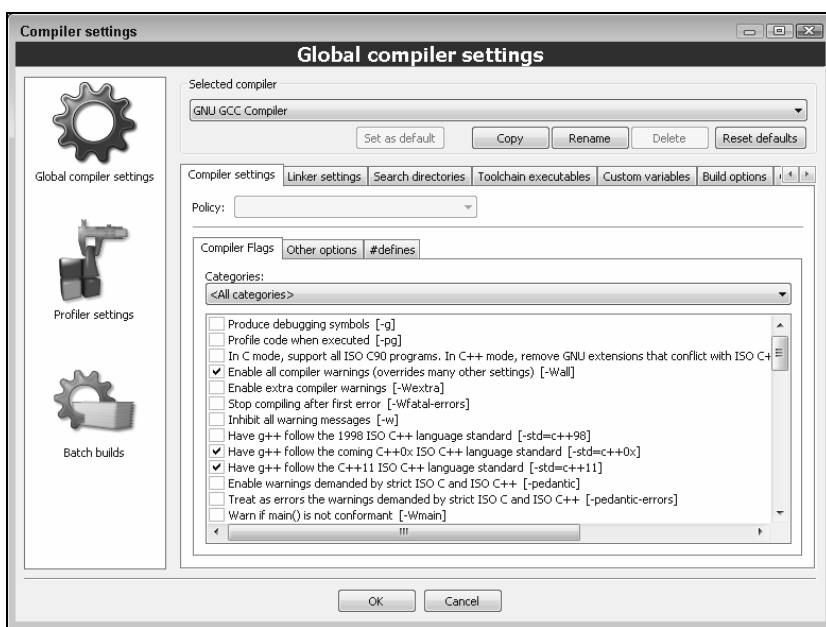 Compiler settings
Global compiler settings
Global compiler settings
Profiler settings
Batch builds
Selected compiler
GNU GCC Compiler
Set as default Copy Rename Delete Reset defaults
Compiler settings Linker settings Search directories Toolchain executables Custom variables Build options
Policy:
Compiler Flags Other options #defines
Categories:
<All categories>
Produce debugging symbols [-g]
Profile code when executed [-pg]
In C mode, support all ISO C90 programs. In C++ mode, remove GNU extensions that conflict with ISO C+
Enable all compiler warnings (overrides many other settings) [-Wall]
Enable extra compiler warnings [-Wextra]
Stop compiling after first error [-Wfatal-errors]
Inhibit all warning messages [-w]
Have g++ follow the 1998 ISO C++ language standard [-std=c++98]
Have g++ follow the coming C++0x ISO C++ language standard [-std=c++0x]
Have g++ follow the C++11 ISO C++ language standard [-std=c++11]
Enable warnings demanded by strict ISO C and ISO C++ [-pedantic]
Treat as errors the warnings demanded by strict ISO C and ISO C++ [-pedantic-errors]
Warn if main() is not conformant [-Wmain]
OK Cancel